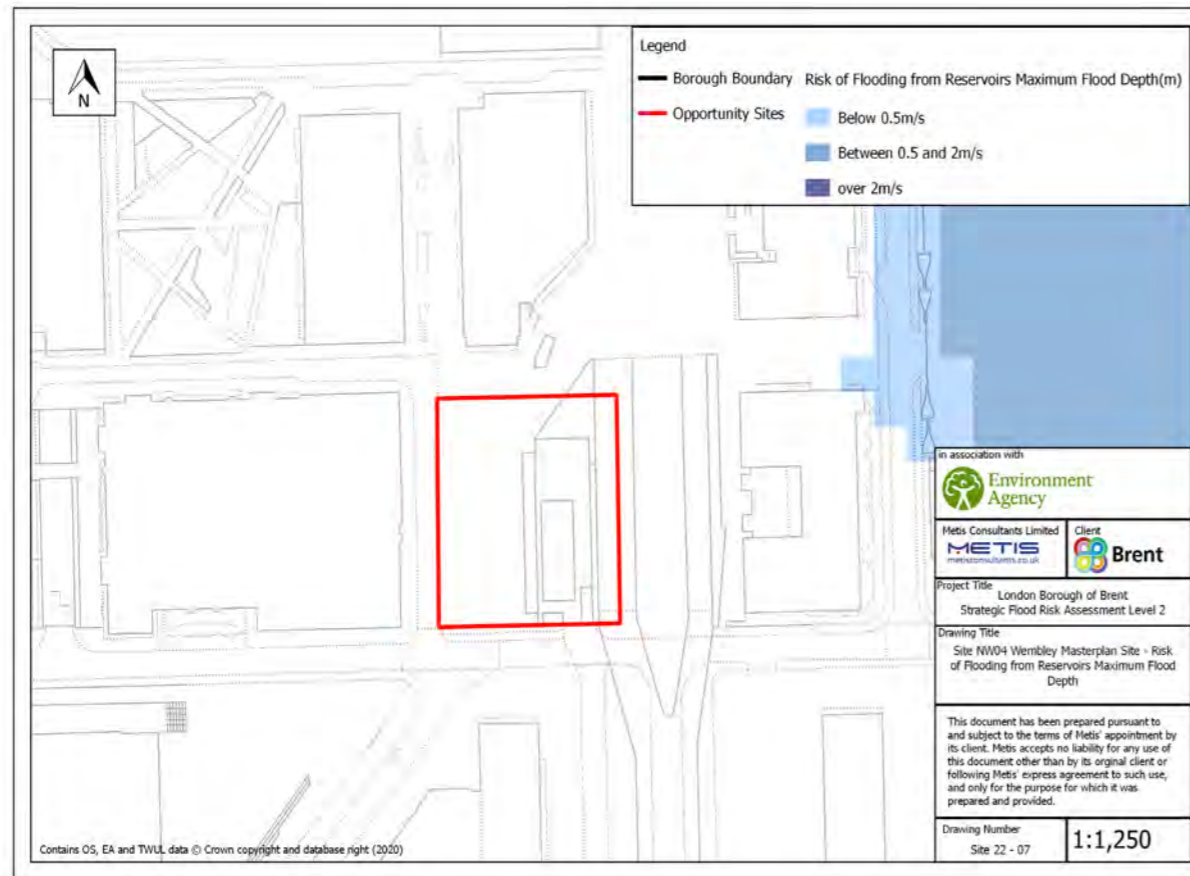 N
Legend
Borough Boundary
Opportunity Sites
Risk of Flooding from Reservoirs Maximum Flood Depth(m)
Below 0.5m/s
Between 0.5 and 2m/s
over 2m/s
in association with
Environment
Agency
Metis Consultants Limited
METIS
metisconsultants.co.uk
Client
Brent
Project Title
London Borough of Brent
Strategic Flood Risk Assessment Level 2
Drawing Title
Site NW04 Wembley Masterplan Site - Risk
of Flooding from Reservoirs Maximum Flood
Depth
This document has been prepared pursuant to
and subject to the terms of Metis' appointment by
its client. Metis accepts no liability for any use of
this document other than by its orginal client or
following Metis' express agreement to such use,
and only for the purpose for which it was
prepared and provided.
Drawing Number
Site 22 - 07
1:1,250
Contains OS, EA and TWUL data © Crown copyright and database right (2020)